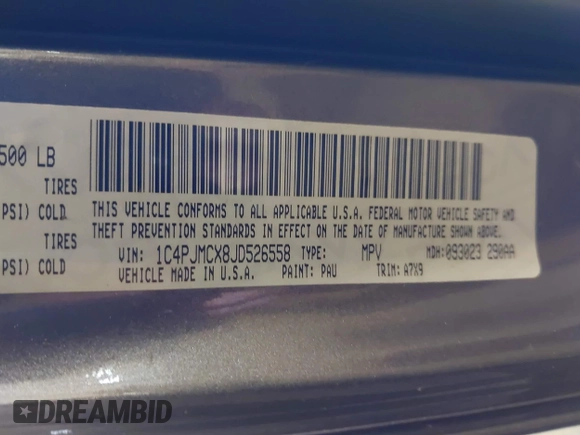 500 LB
TIRES
PSI) COLD
TIRES
PSI) COLD
THIS VEHICLE CONFORMS TO ALL APPLICABLE U.S.A. FEDERAL MOTOR VEHICLE SAFETY AND
THEFT PREVENTION STANDARDS IN EFFECT ON THE DATE OF MANUFACTURE SHOWN ABOVE.
VIN: 1C4PJMCX8JD526558 TYPE: MPV MDH: 093023 290AA
VEHICLE MADE IN U.S.A. PAINT: PAU TRIM: A7X9
DREAMBID